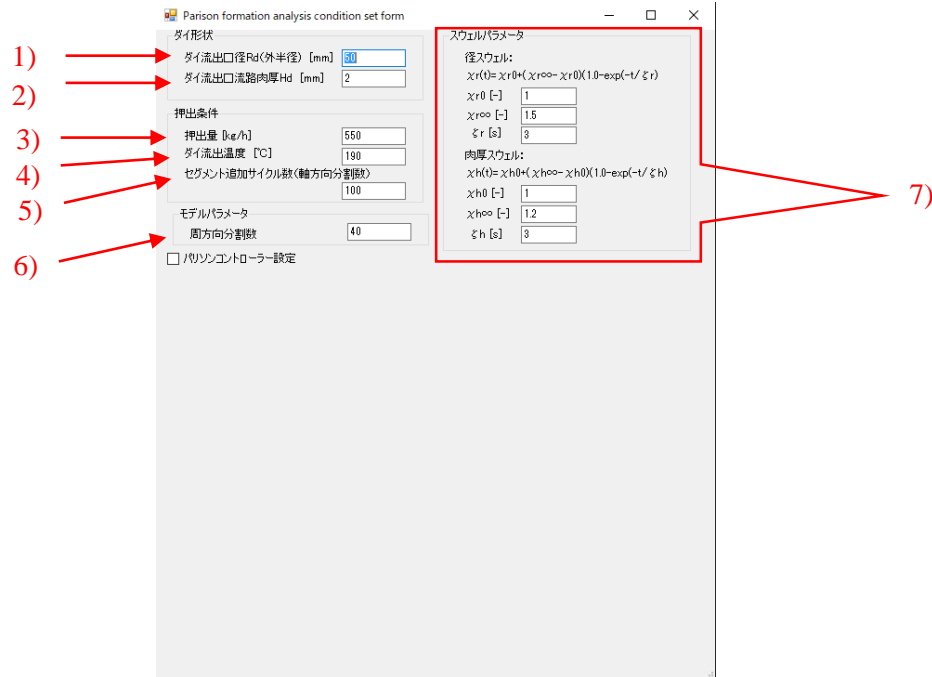 Parison formation analysis condition set form
ダイ形状
1)
ダイ流出口径Rd(外半径) [mm] 50
2)
ダイ流出口流路肉厚Hd [mm] 2
押出条件
3)
押出量 [kg/h] 550
4)
ダイ流出温度 [℃] 190
5)
セグメント追加サイクル数(軸方向分割数)
100
モデルパラメータ
6)
周方向分割数 40
パリソンコントローラー設定
スウェルパラメータ
径スウェル:
χr(t)=χr0+(χr∞-χr0)(1.0-exp(-t/ζr)
χr0 [-] 1
χr∞ [-] 1.5
ζr [s] 3
肉厚スウェル:
χh(t)=χh0+(χh∞-χh0)(1.0-exp(-t/ζh)
χh0 [-] 1
χh∞ [-] 1.2
ζh [s] 3
7)